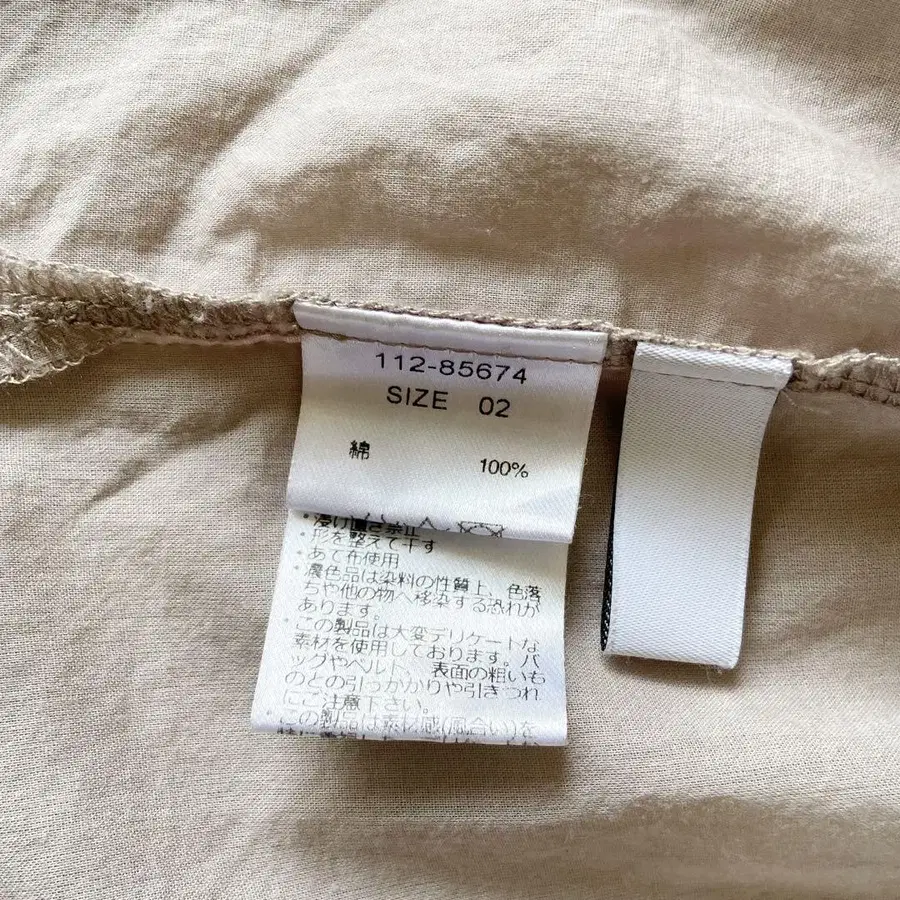 112-85674
SIZE 02
綿 100%
・浸け置き禁止
・形を整えて干す
・あて布使用
・濃色品は染料の性質上、色落
ちや他の物へ移染する恐れが
あります。
・この製品は大変デリケートな
素材を使用しております。バ
ッグやベルト、表面の粗いも
のとの引っかかりや引きつれ
にご注意下さい。
・この製品は素材感(風合い)を